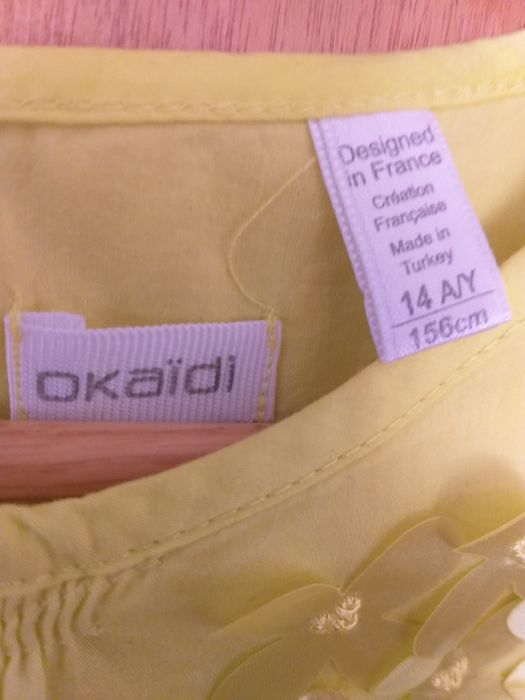 Designed
in France
Création
Française
Made in
Turkey
14 A/Y
156cm
okaïdi